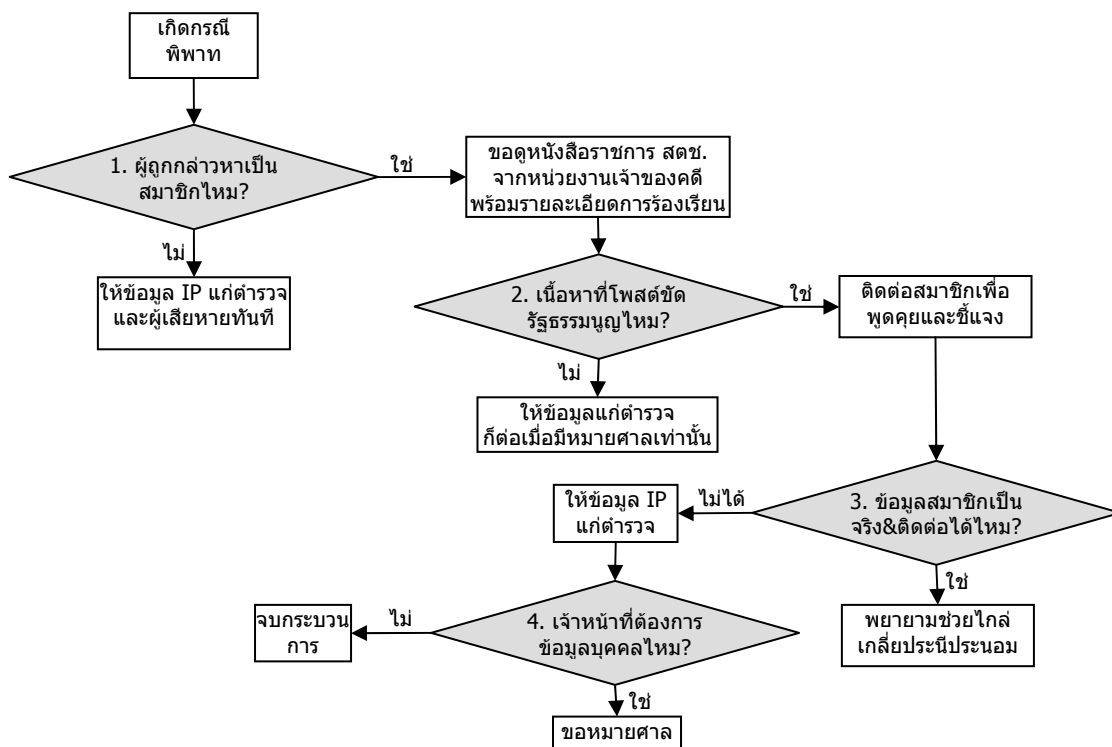 เกิดกรณี
พิพาท
1. ผู้ถูกกล่าวหาเป็น
สมาชิกไหม?
ใช่
ขอดูหนังสือราชการ สตช.
จากหน่วยงานเจ้าของคดี
พร้อมรายละเอียดการร้องเรียน
ไม่
ให้ข้อมูล IP แก่ตำรวจ
และผู้เสียหายทันที
2. เนื้อหาที่โพสต์ขัด
รัฐธรรมนูญไหม?
ใช่
ติดต่อสมาชิกเพื่อ
พูดคุยและชี้แจง
ไม่
ให้ข้อมูลแก่ตำรวจ
ก็ต่อเมื่อมีหมายศาลเท่านั้น
3. ข้อมูลสมาชิกเป็น
จริง&ติดต่อได้ไหม?
ไม่ได้
ให้ข้อมูล IP
แก่ตำรวจ
ใช่
พยายามช่วยไกล่
เกลี่ยประนีประนอม
4. เจ้าหน้าที่ต้องการ
ข้อมูลบุคคลไหม?
ไม่
จบกระบวน
การ
ใช่
ขอหมายศาล